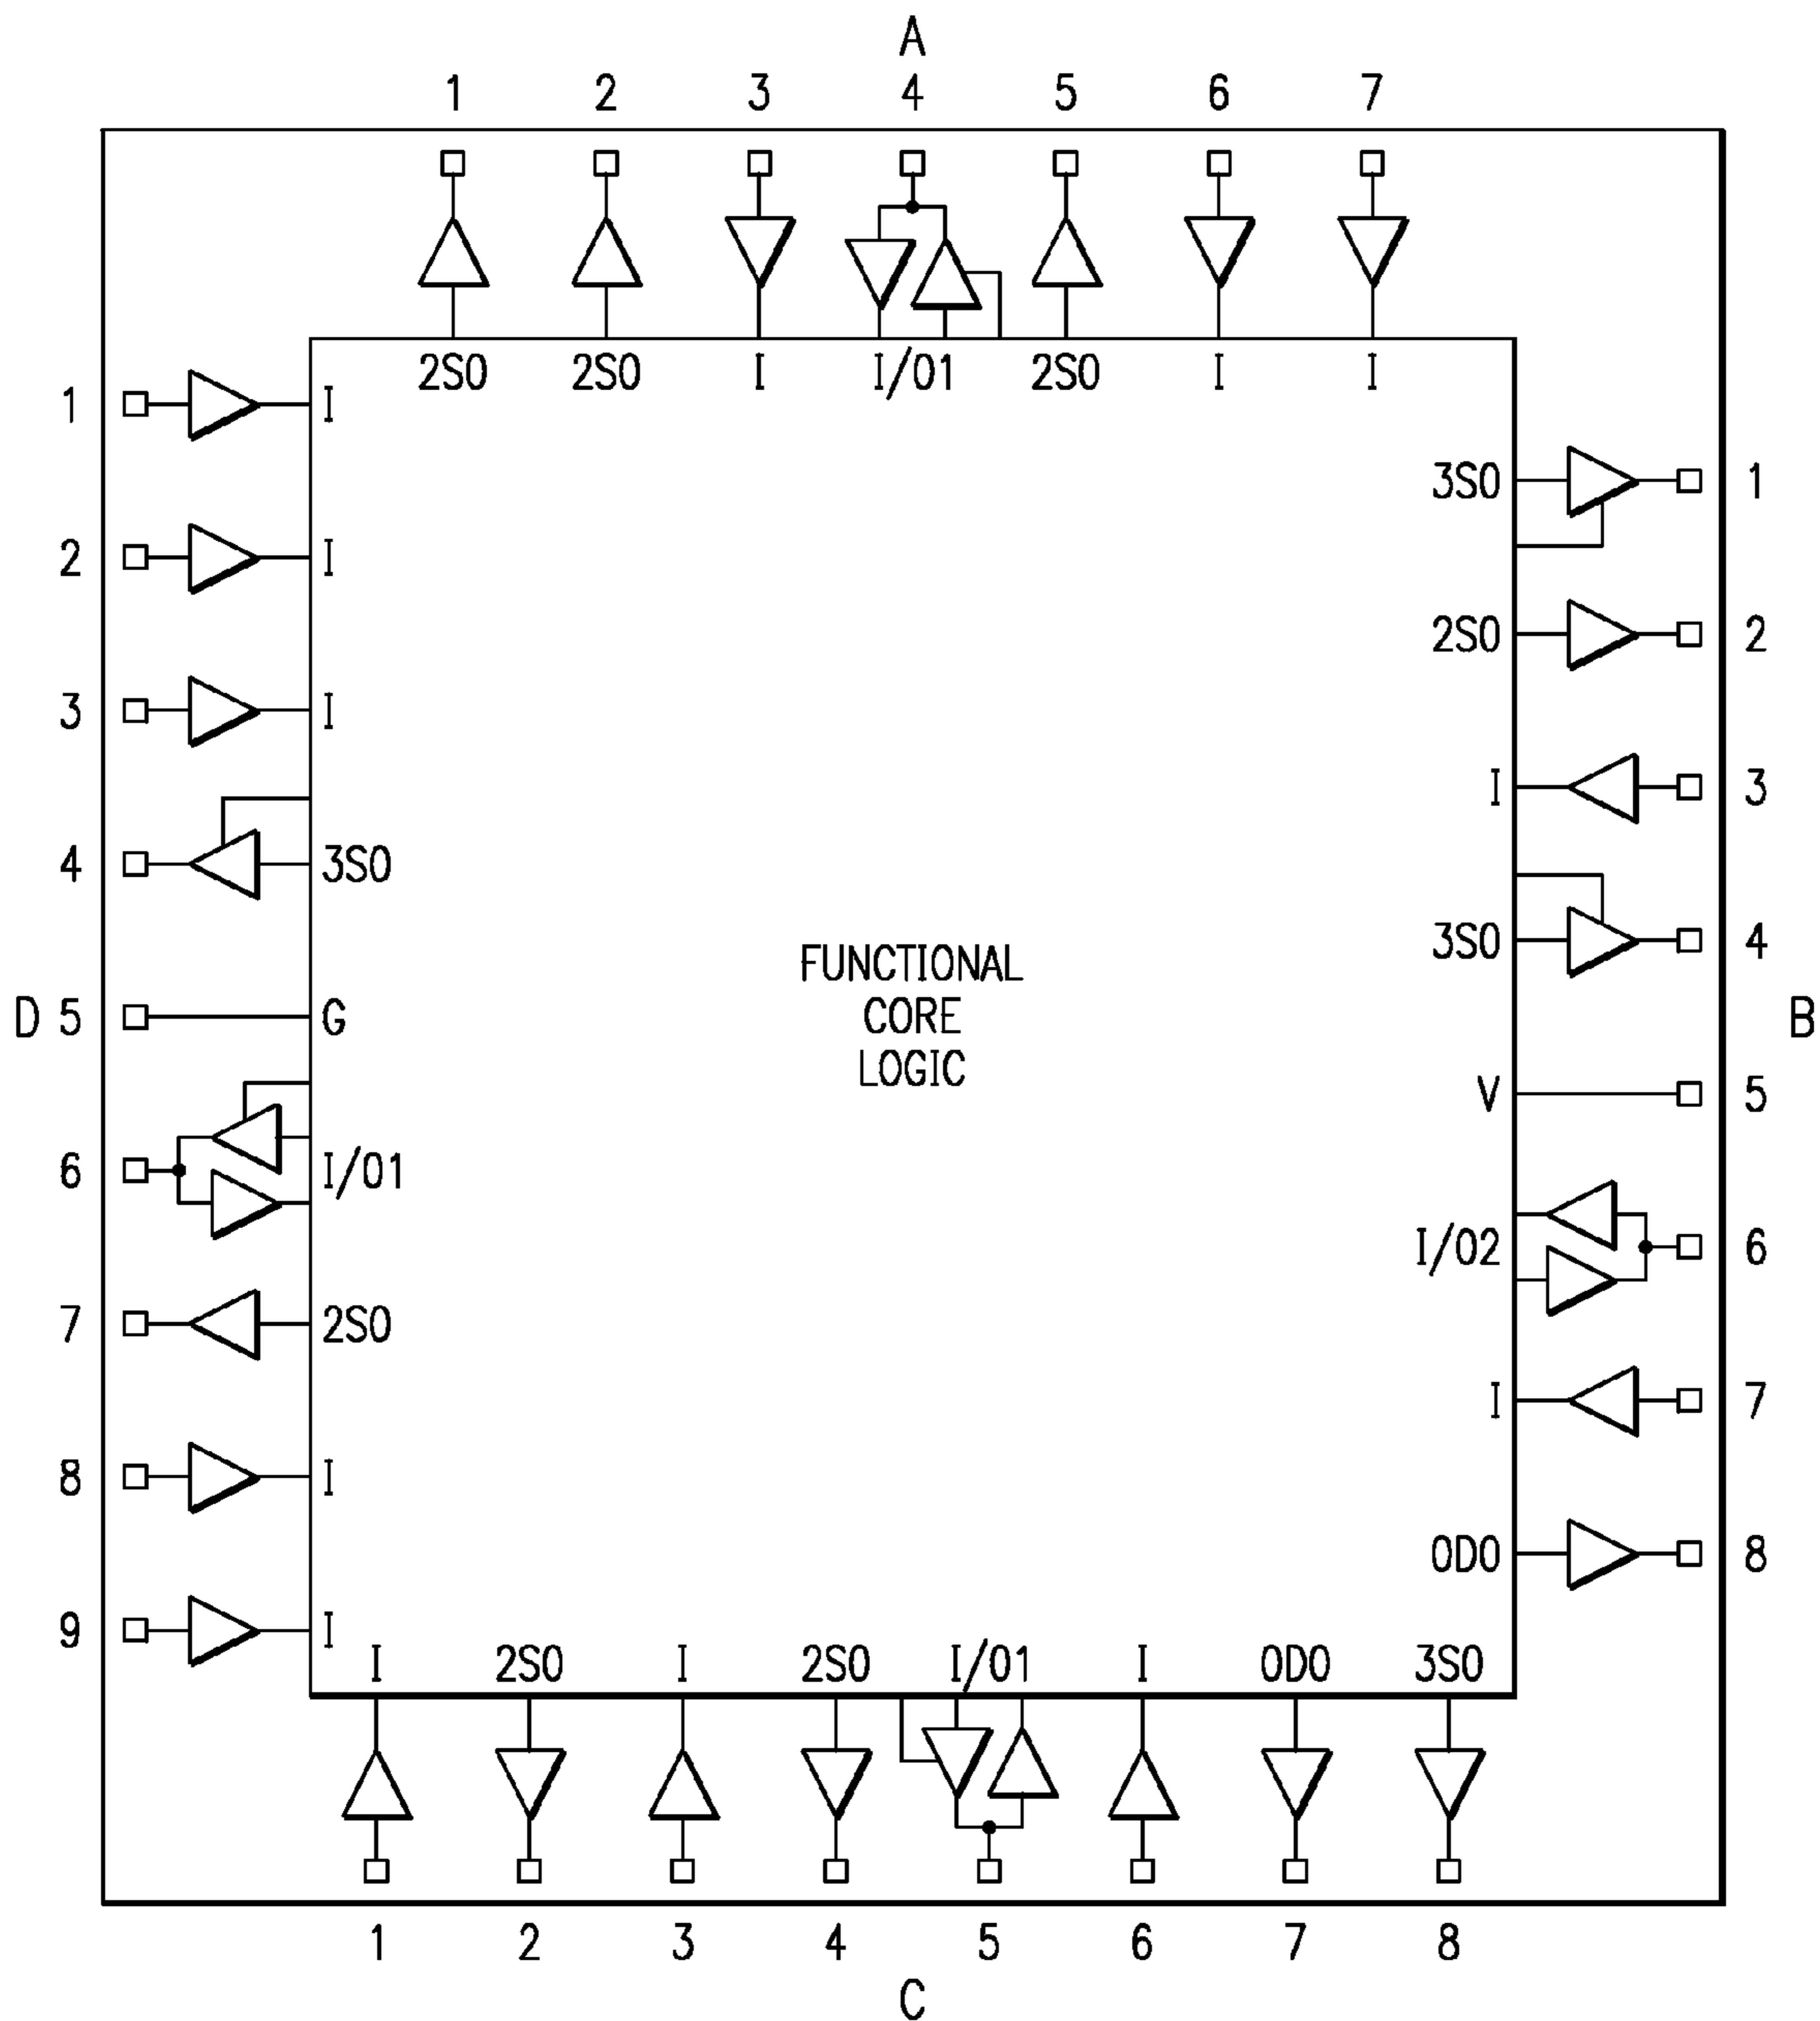 A
1 2 3 4 5 6 7
2SO 2SO I I/O1 2SO I I
1 I
3SO 1
2 I
2SO 2
3 I
I 3
4 3SO
3SO 4
FUNCTIONAL
CORE
LOGIC
D 5 G
B
V 5
6 I/O1
I/O2 6
7 2SO
I 7
8 I
ODO 8
9 I
I 2SO I 2SO I/O1 I ODO 3SO
1 2 3 4 5 6 7 8
C